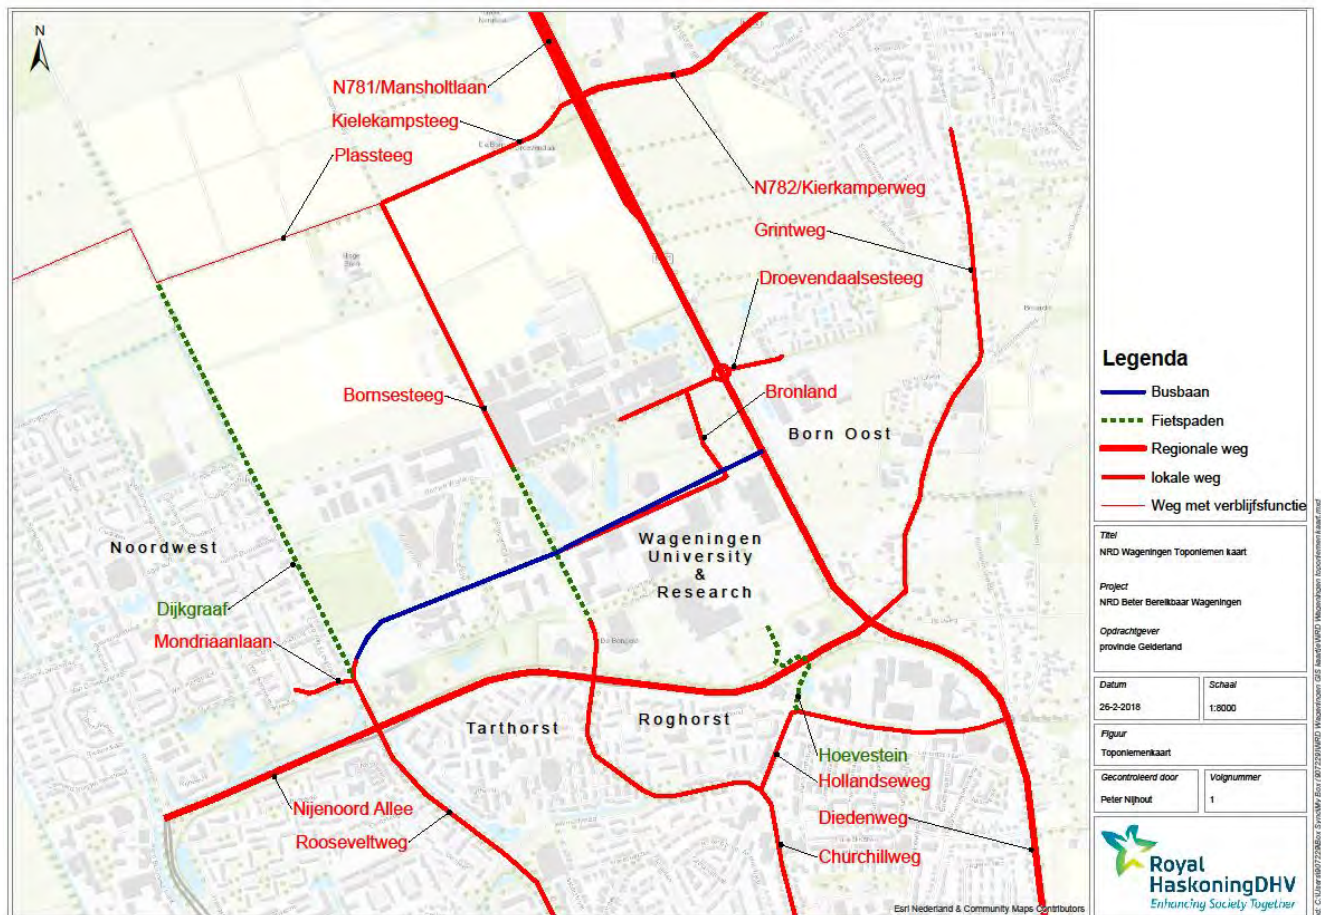 N
N781/Mansholtlaan
Kielekampsteeg
Plassteeg
N782/Kierkamperweg
Grintweg
Droevendaalsesteeg
Bornsesteeg
Bronland
Born Oost
Noordwest
Wageningen
University
&
Research
Dijkgraaf
Mondriaanlaan
Tarthorst
Roghorst
Hoevestein
Hollandseweg
Nijenoord Allee
Rooseveltweg
Diedenweg
Churchillweg
Esri Nederland & Community Maps Contributors
Legenda
Busbaan
Fietspaden
Regionale weg
lokale weg
Weg met verblijfsfunctie
Titel
NRD Wageningen Toponiemen kaart
Project
NRD Beter Bereikbaar Wageningen
Opdrachtgever
provincie Gelderland
Datum
Schaal
26-2-2018
1:8000
Figuur
Toponiemenkaart
Gecontroleerd door
Volgnummer
Peter Nijhout
1
Royal
HaskoningDHV
Enhancing Society Together